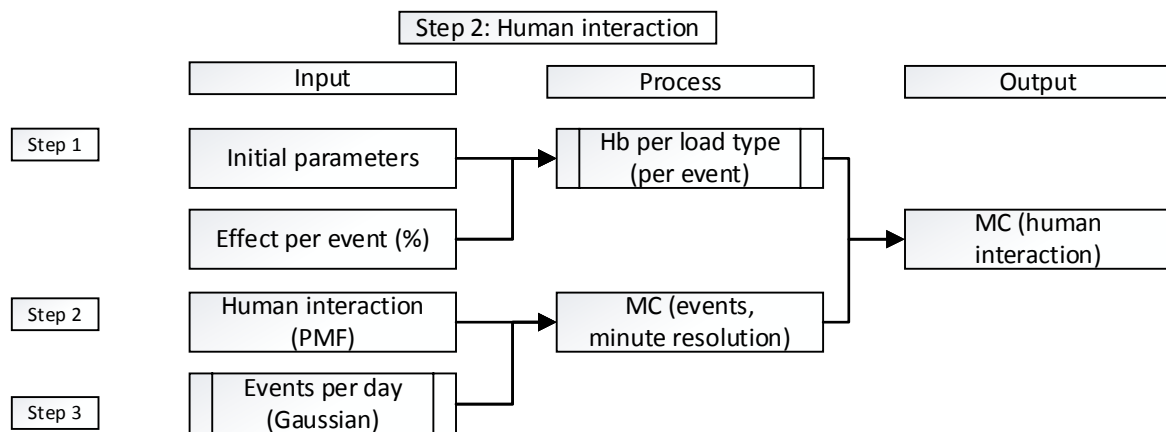 Step 2: Human interaction
Input
Process
Output
Step 1
Initial parameters
Hb per load type
(per event)
Effect per event (%)
MC (human
interaction)
Step 2
Human interaction
(PMF)
MC (events,
minute resolution)
Step 3
Events per day
(Gaussian)